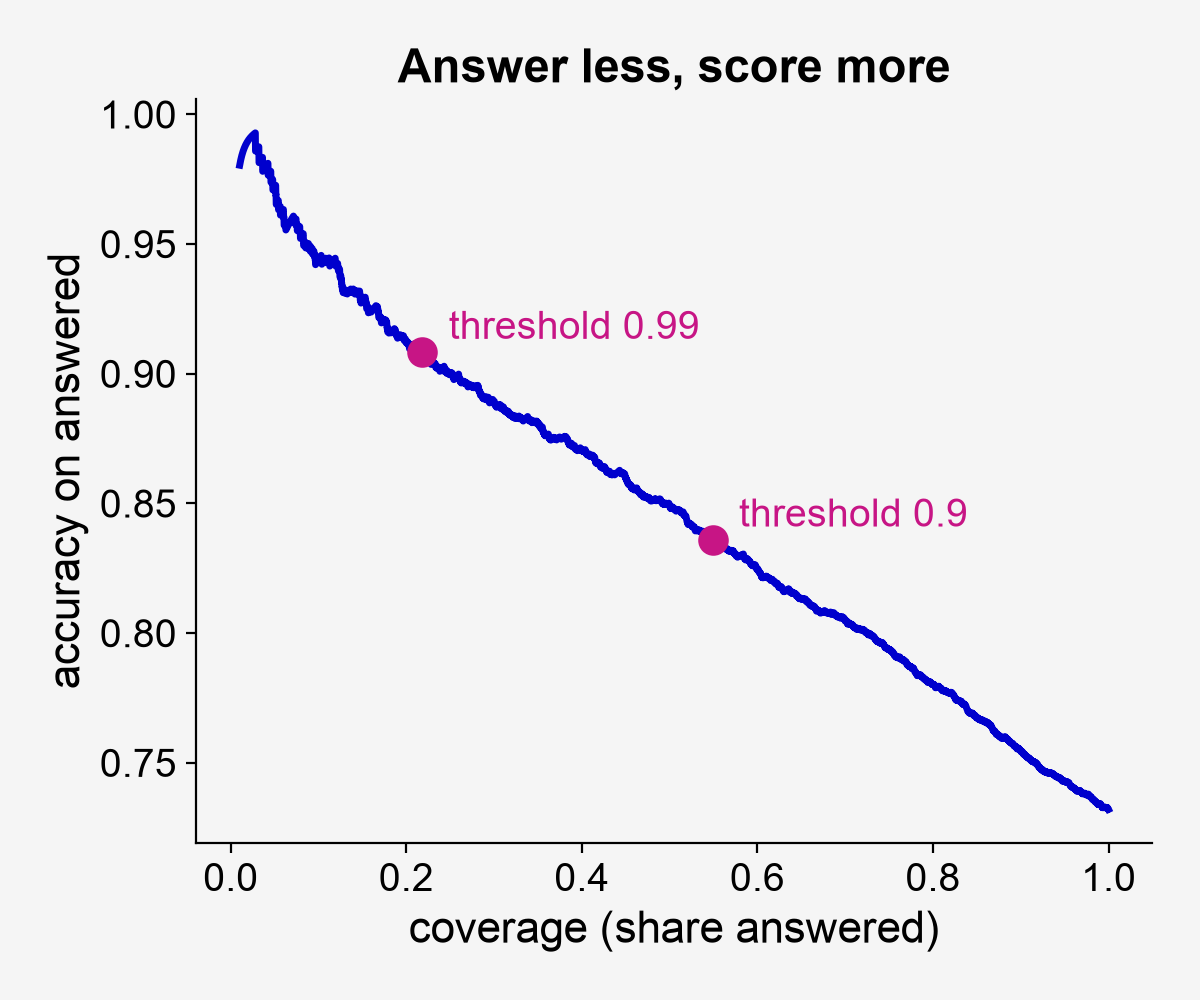 Answer less, score more
1.00
0.95
0.90
0.85
0.80
0.75
accuracy on answered
threshold 0.99
threshold 0.9
0.0
0.2
0.4
0.6
0.8
1.0
coverage (share answered)